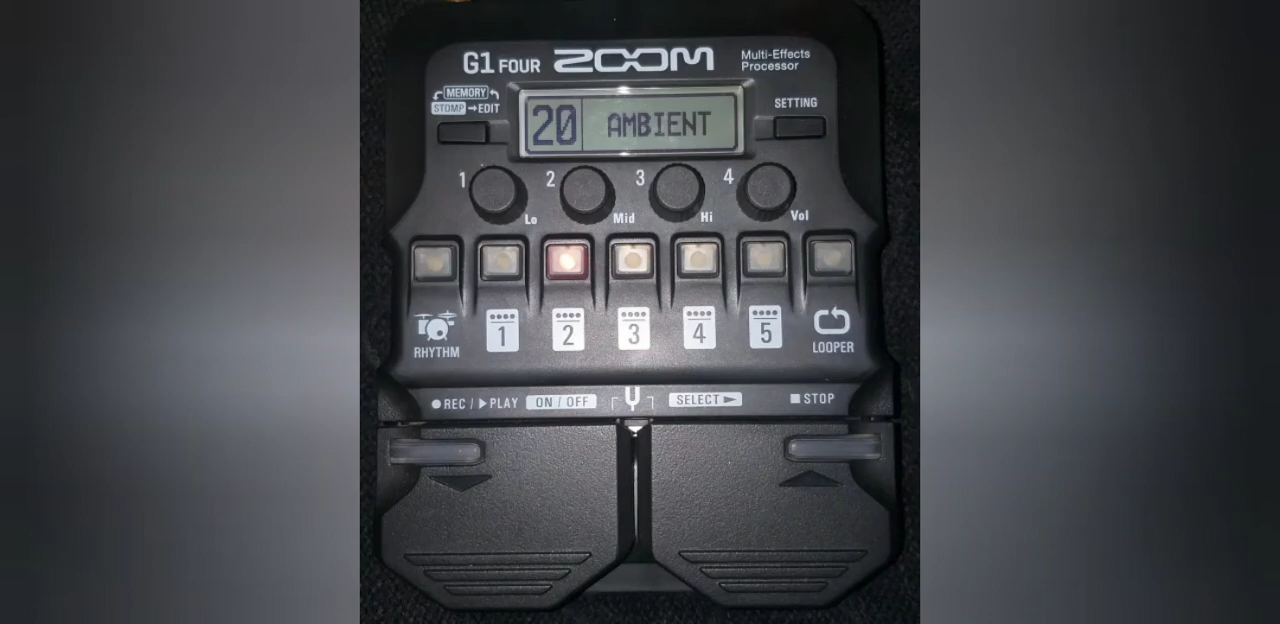 G1 FOUR ZOOM Multi-Effects
Processor
MEMORY
STOMP → EDIT
SETTING
20 AMBIENT
1 2 3 4
Lo Mid Hi Vol
1 2 3 4 5
RHYTHM LOOPER
●REC / ▶PLAY ON / OFF SELECT ► ■ STOP